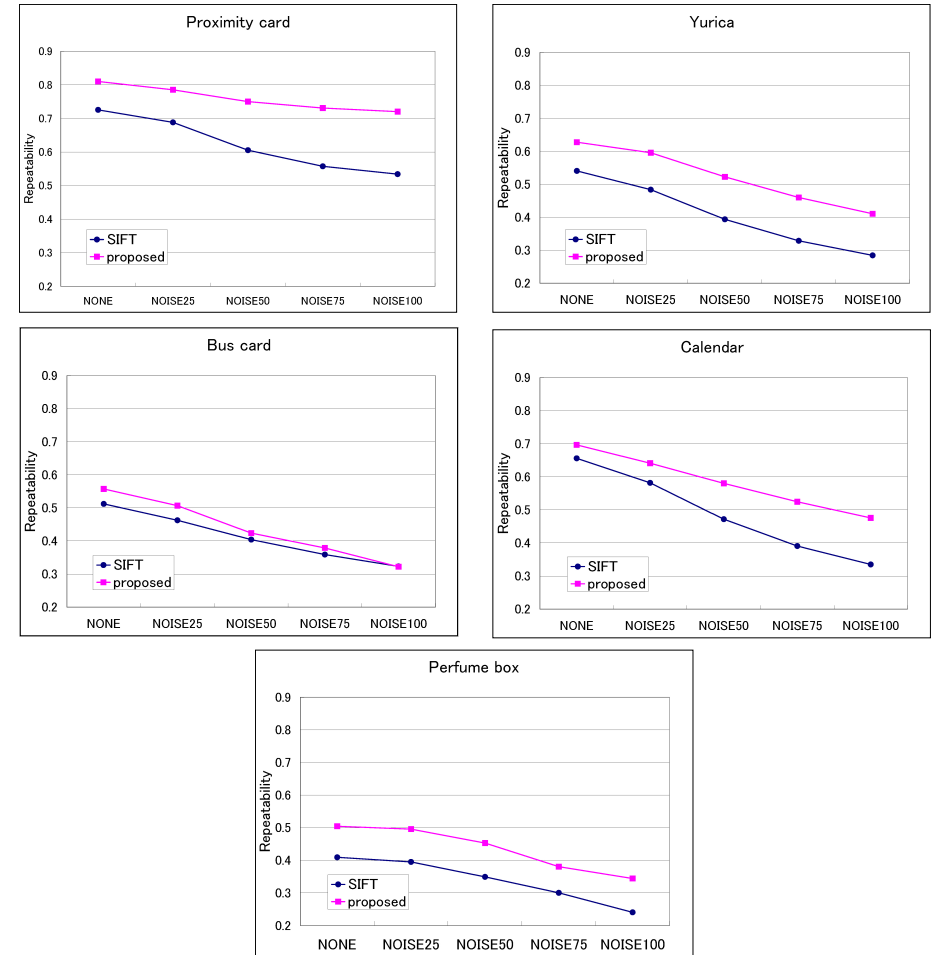 Proximity card
0.9
0.8
0.7
0.6
0.5
0.4
0.3
0.2
Repeatability
SIFT
proposed
NONE NOISE25 NOISE50 NOISE75 NOISE100
Yurica
0.9
0.8
0.7
0.6
0.5
0.4
0.3
0.2
Repeatability
SIFT
proposed
NONE NOISE25 NOISE50 NOISE75 NOISE100
Bus card
0.9
0.8
0.7
0.6
0.5
0.4
0.3
0.2
Repeatability
SIFT
proposed
NONE NOISE25 NOISE50 NOISE75 NOISE100
Calendar
0.9
0.8
0.7
0.6
0.5
0.4
0.3
0.2
Repeatability
SIFT
proposed
NONE NOISE25 NOISE50 NOISE75 NOISE100
Perfume box
0.9
0.8
0.7
0.6
0.5
0.4
0.3
0.2
Repeatability
SIFT
proposed
NONE NOISE25 NOISE50 NOISE75 NOISE100